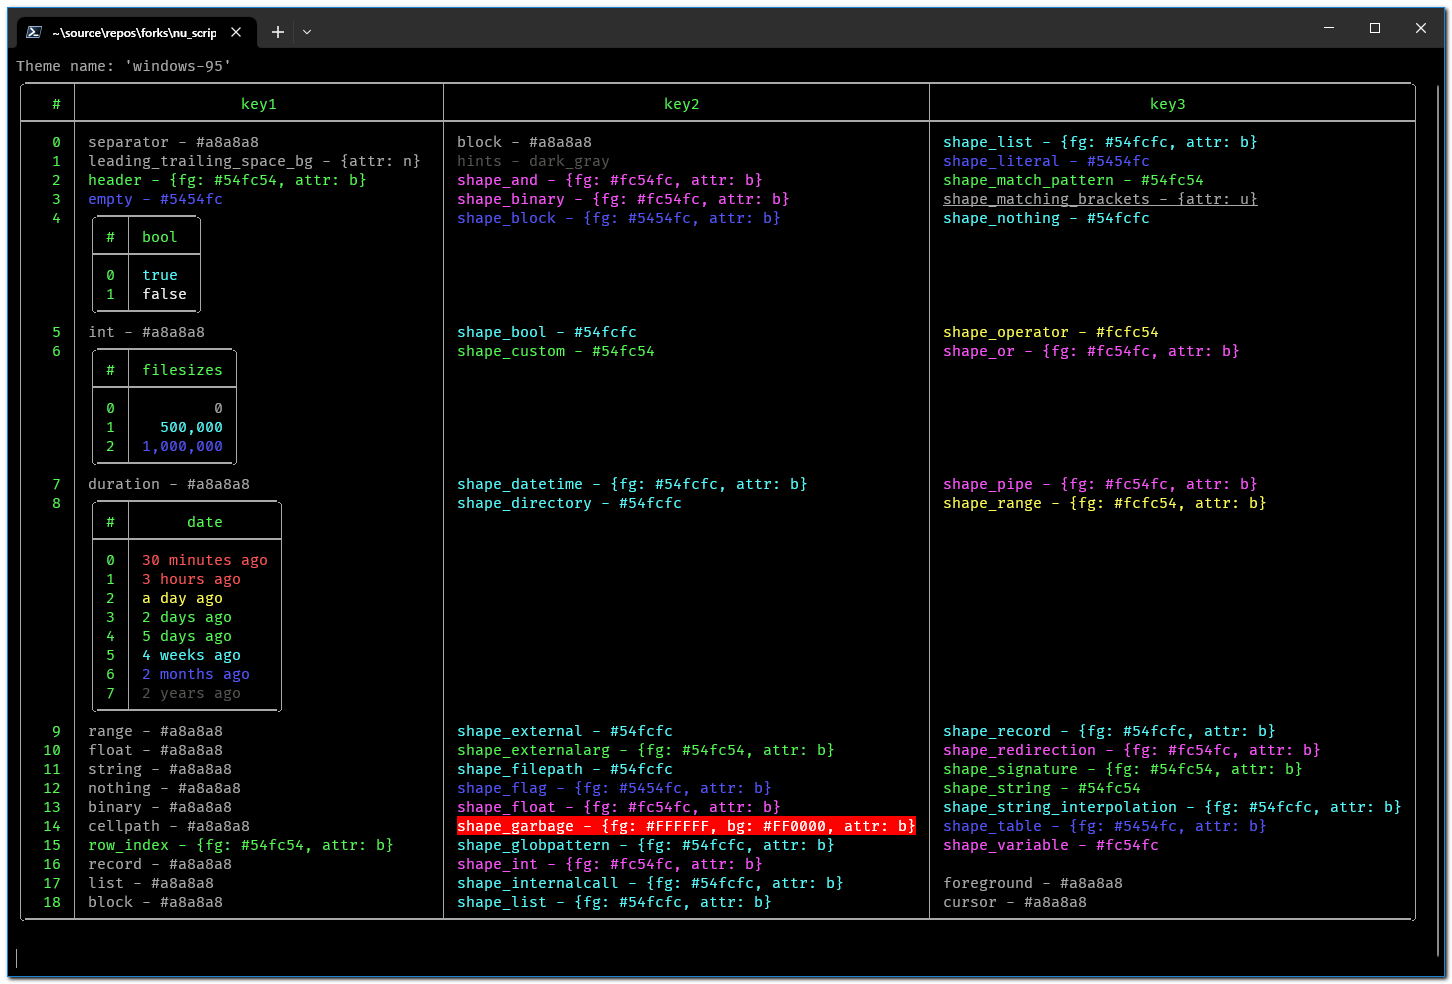 ~\source\repos\forks\nu_scrip
Theme name: 'windows-95'
# key1 key2 key3
0 separator - #a8a8a8 block - #a8a8a8 shape_list - {fg: #54fcfc, attr: b}
1 leading_trailing_space_bg - {attr: n} hints - dark_gray shape_literal - #5454fc
2 header - {fg: #54fc54, attr: b} shape_and - {fg: #fc54fc, attr: b} shape_match_pattern - #54fc54
3 empty - #5454fc shape_binary - {fg: #fc54fc, attr: b} shape_matching_brackets - {attr: u}
4 shape_block - {fg: #5454fc, attr: b} shape_nothing - #54fcfc
# bool
0 true
1 false
5 int - #a8a8a8 shape_bool - #54fcfc shape_operator - #fcfc54
6 shape_custom - #54fc54 shape_or - {fg: #fc54fc, attr: b}
# filesizes
0 0
1 500,000
2 1,000,000
7 duration - #a8a8a8 shape_datetime - {fg: #54fcfc, attr: b} shape_pipe - {fg: #fc54fc, attr: b}
8 shape_directory - #54fcfc shape_range - {fg: #fcfc54, attr: b}
# date
0 30 minutes ago
1 3 hours ago
2 a day ago
3 2 days ago
4 5 days ago
5 4 weeks ago
6 2 months ago
7 2 years ago
9 range - #a8a8a8 shape_external - #54fcfc shape_record - {fg: #54fcfc, attr: b}
10 float - #a8a8a8 shape_externalarg - {fg: #54fc54, attr: b} shape_redirection - {fg: #fc54fc, attr: b}
11 string - #a8a8a8 shape_filepath - #54fcfc shape_signature - {fg: #54fc54, attr: b}
12 nothing - #a8a8a8 shape_flag - {fg: #5454fc, attr: b} shape_string - #54fc54
13 binary - #a8a8a8 shape_float - {fg: #fc54fc, attr: b} shape_string_interpolation - {fg: #54fcfc, attr: b}
14 cellpath - #a8a8a8 shape_garbage - {fg: #FFFFFF, bg: #FF0000, attr: b} shape_table - {fg: #5454fc, attr: b}
15 row_index - {fg: #54fc54, attr: b} shape_globpattern - {fg: #54fcfc, attr: b} shape_variable - #fc54fc
16 record - #a8a8a8 shape_int - {fg: #fc54fc, attr: b}
17 list - #a8a8a8 shape_internalcall - {fg: #54fcfc, attr: b} foreground - #a8a8a8
18 block - #a8a8a8 shape_list - {fg: #54fcfc, attr: b} cursor - #a8a8a8